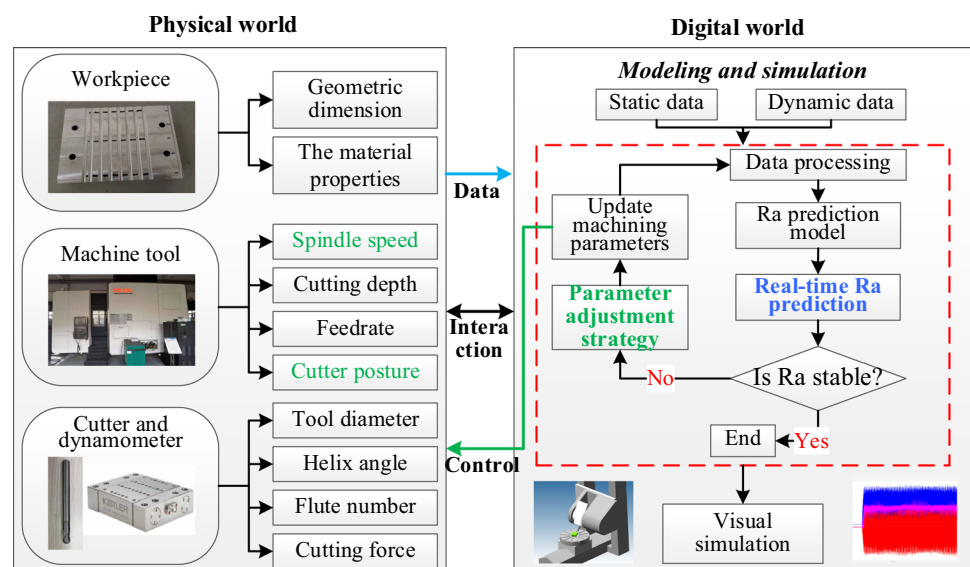 Physical world
Workpiece
Geometric
dimension
The material
properties
Machine tool
Spindle speed
Cutting depth
Feedrate
Cutter posture
Cutter and
dynamometer
KISTLER
Tool diameter
Helix angle
Flute number
Cutting force
Data
Intera
ction
Control
Digital world
Modeling and simulation
Static data
Dynamic data
Data processing
Update
machining
parameters
Ra prediction
model
Parameter
adjustment
strategy
Real-time Ra
prediction
Is Ra stable?
No
Yes
End
Visual
simulation